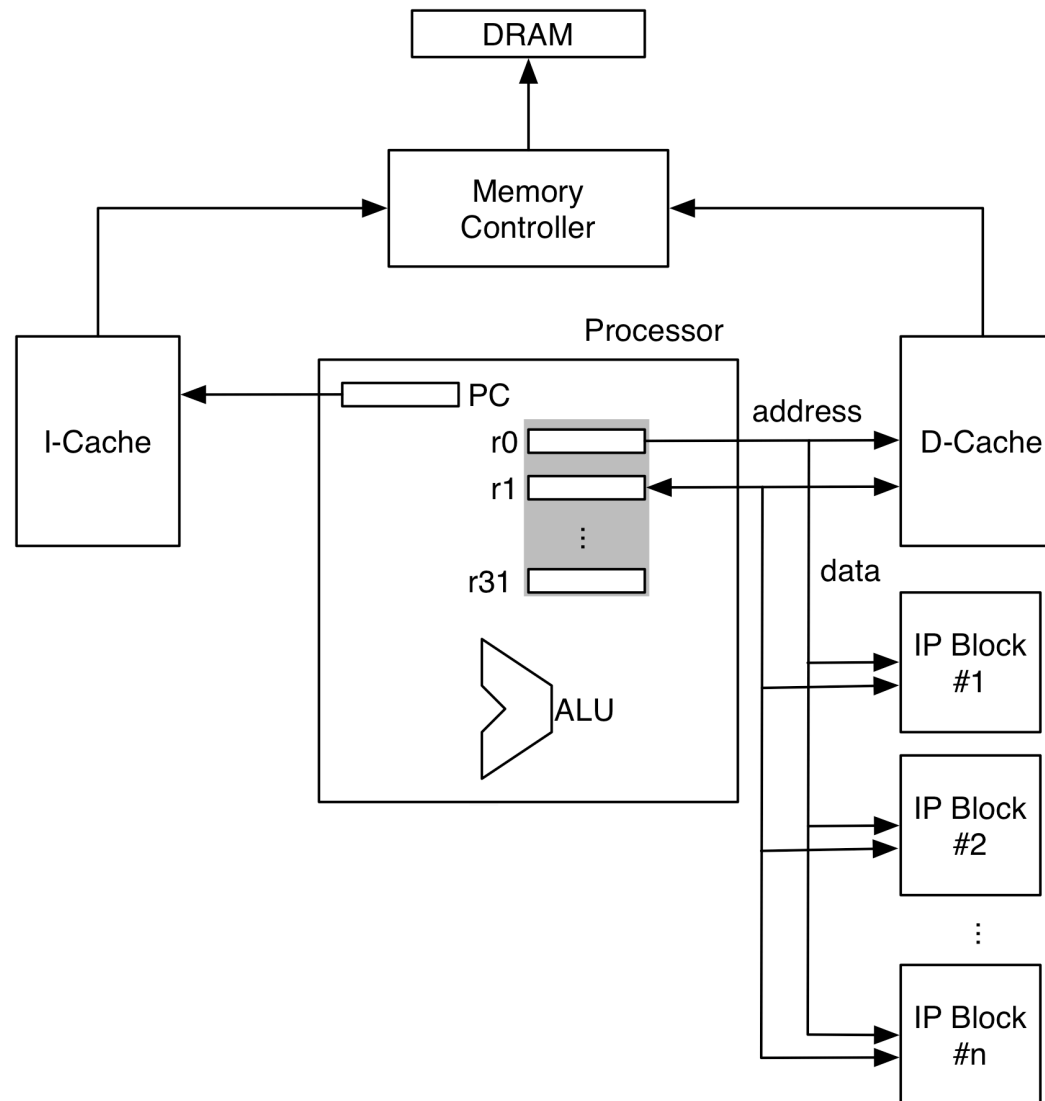 DRAM
Memory
Controller
Processor
PC
I-Cache
r0
address
D-Cache
r1
⋮
r31
data
IP Block
#1
ALU
IP Block
#2
⋮
IP Block
#n